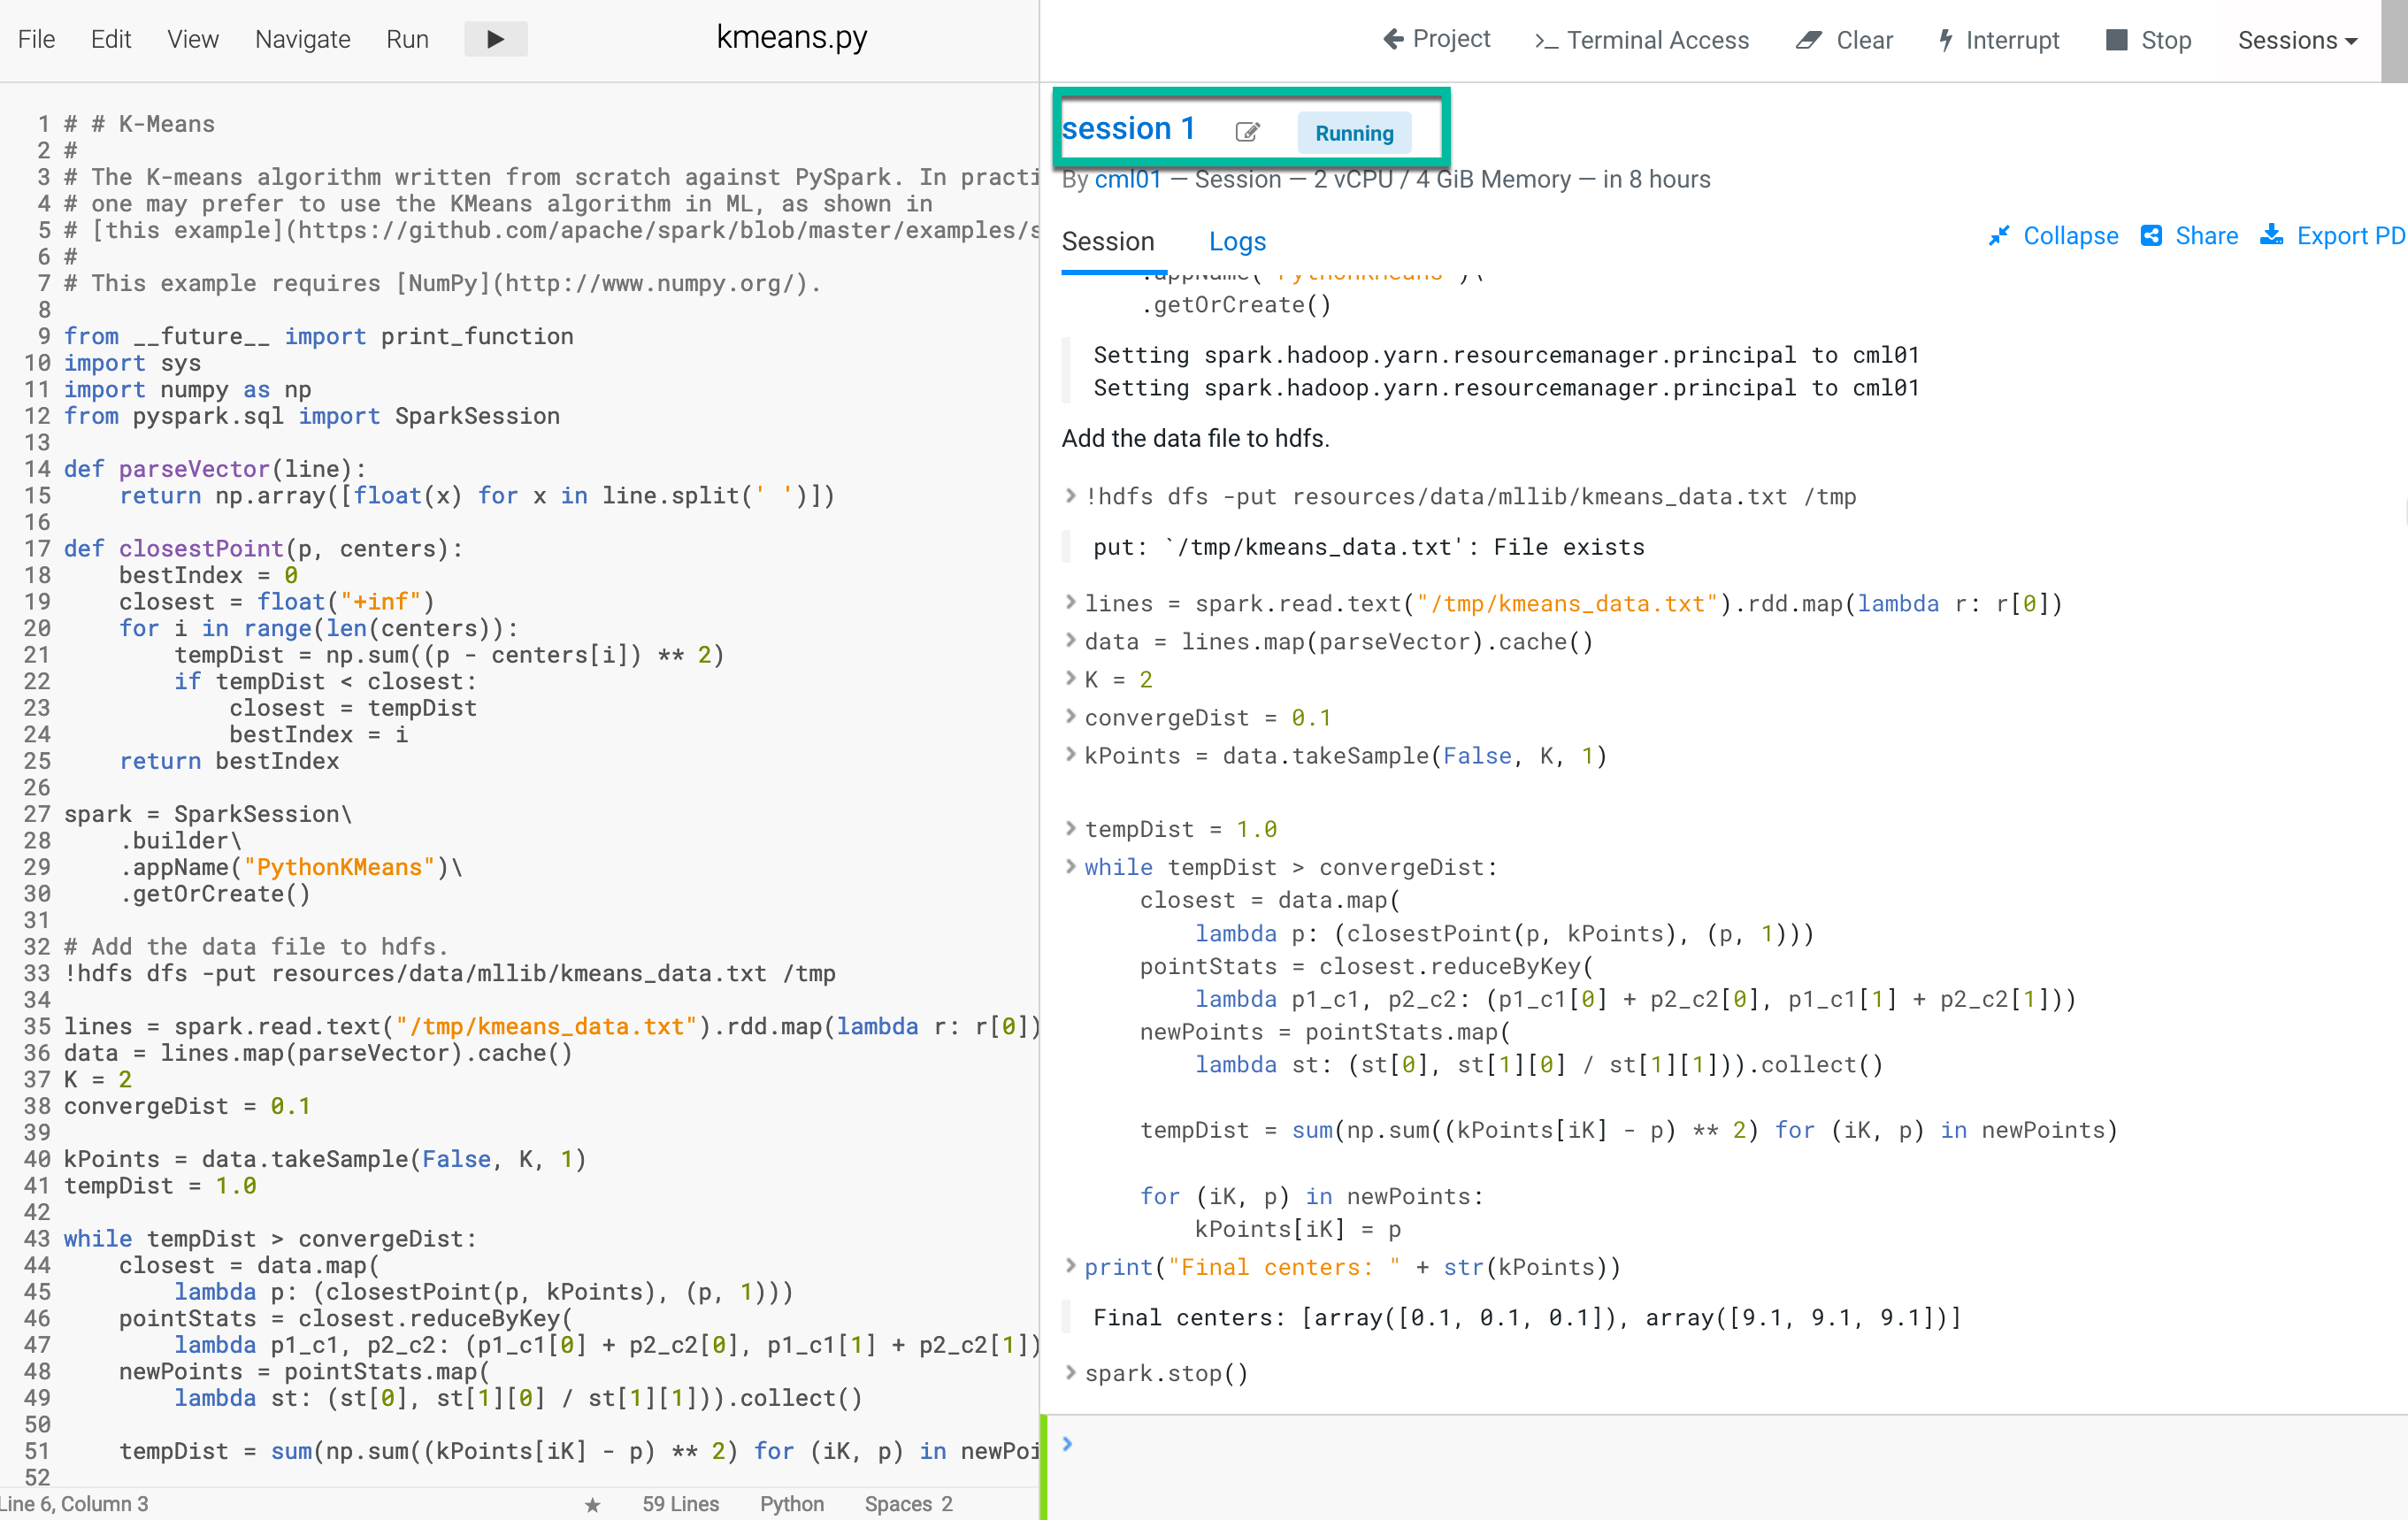 File Edit View Navigate Run kmeans.py
1 # # K-Means
2 #
3 # The K-means algorithm written from scratch against PySpark. In practi
4 # one may prefer to use the KMeans algorithm in ML, as shown in
5 # [this example](https://github.com/apache/spark/blob/master/examples/s
6 #
7 # This example requires [NumPy](http://www.numpy.org/).
8
9 from __future__ import print_function
10 import sys
11 import numpy as np
12 from pyspark.sql import SparkSession
13
14 def parseVector(line):
15     return np.array([float(x) for x in line.split(' ')])
16
17 def closestPoint(p, centers):
18     bestIndex = 0
19     closest = float("+inf")
20     for i in range(len(centers)):
21         tempDist = np.sum((p - centers[i]) ** 2)
22         if tempDist < closest:
23             closest = tempDist
24             bestIndex = i
25     return bestIndex
26
27 spark = SparkSession\
28     .builder\
29     .appName("PythonKMeans")\
30     .getOrCreate()
31
32 # Add the data file to hdfs.
33 !hdfs dfs -put resources/data/mllib/kmeans_data.txt /tmp
34
35 lines = spark.read.text("/tmp/kmeans_data.txt").rdd.map(lambda r: r[0])
36 data = lines.map(parseVector).cache()
37 K = 2
38 convergeDist = 0.1
39
40 kPoints = data.takeSample(False, K, 1)
41 tempDist = 1.0
42
43 while tempDist > convergeDist:
44     closest = data.map(
45         lambda p: (closestPoint(p, kPoints), (p, 1)))
46     pointStats = closest.reduceByKey(
47         lambda p1_c1, p2_c2: (p1_c1[0] + p2_c2[0], p1_c1[1] + p2_c2[1])
48     newPoints = pointStats.map(
49         lambda st: (st[0], st[1][0] / st[1][1])).collect()
50
51     tempDist = sum(np.sum((kPoints[iK] - p) ** 2) for (iK, p) in newPoi
52
Line 6, Column 3 ★ 59 Lines Python Spaces 2
Project >_ Terminal Access Clear Interrupt Stop Sessions
session 1 Running
By cml01 — Session — 2 vCPU / 4 GiB Memory — in 8 hours
Session Logs Collapse Share Export PD
.appName("PythonKMeans")\
.getOrCreate()
Setting spark.hadoop.yarn.resourcemanager.principal to cml01
Setting spark.hadoop.yarn.resourcemanager.principal to cml01
Add the data file to hdfs.
> !hdfs dfs -put resources/data/mllib/kmeans_data.txt /tmp
put: `/tmp/kmeans_data.txt': File exists
> lines = spark.read.text("/tmp/kmeans_data.txt").rdd.map(lambda r: r[0])
> data = lines.map(parseVector).cache()
> K = 2
> convergeDist = 0.1
> kPoints = data.takeSample(False, K, 1)
> tempDist = 1.0
> while tempDist > convergeDist:
    closest = data.map(
        lambda p: (closestPoint(p, kPoints), (p, 1)))
    pointStats = closest.reduceByKey(
        lambda p1_c1, p2_c2: (p1_c1[0] + p2_c2[0], p1_c1[1] + p2_c2[1]))
    newPoints = pointStats.map(
        lambda st: (st[0], st[1][0] / st[1][1])).collect()
    tempDist = sum(np.sum((kPoints[iK] - p) ** 2) for (iK, p) in newPoints)
    for (iK, p) in newPoints:
        kPoints[iK] = p
> print("Final centers: " + str(kPoints))
Final centers: [array([0.1, 0.1, 0.1]), array([9.1, 9.1, 9.1])]
> spark.stop()
>